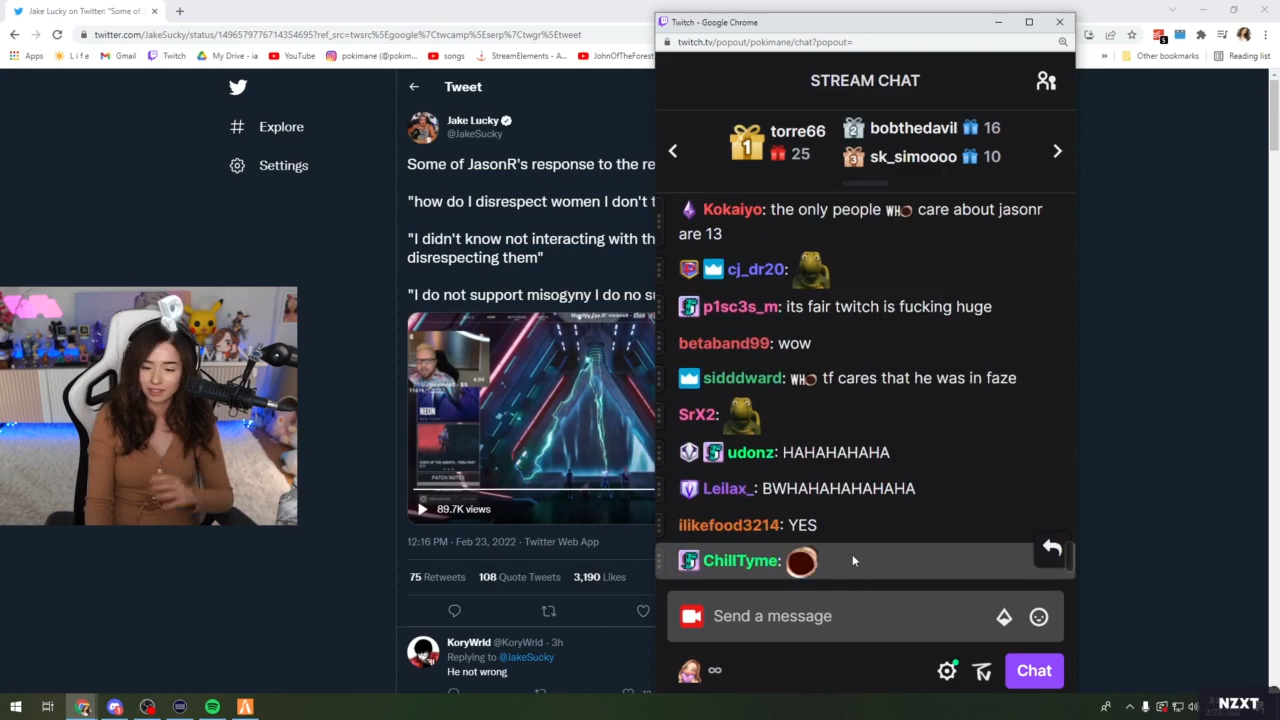 Jake Lucky on Twitter: "Some of J
Twitch - Google Chrome
twitter.com/JakeSucky/status/1496579776714354695?ref_src=twsrc%5Egoogle%7Ctwcamp%5Eserp%7Ctwgr%5Etweet
twitch.tv/popout/pokimane/chat?popout=
Apps
L i f e
Gmail
Twitch
My Drive - ia
YouTube
pokimane (@pokim...
songs
StreamElements - A...
JohnOfTheForest
Other bookmarks
Reading list
Explore
Settings
Tweet
Jake Lucky
@JakeSucky
Some of JasonR's response to the re
"how do I disrespect women I don't t
"I didn't know not interacting with th
disrespecting them"
"I do not support misogyny I do no su
NEON
PATCH NOTES
89.7K views
12:16 PM · Feb 23, 2022 · Twitter Web App
75 Retweets 108 Quote Tweets 3,190 Likes
KoryWrld @KoryWrld · 3h
Replying to @JakeSucky
He not wrong
STREAM CHAT
1
torre66
25
2
bobthedavil 16
3
sk_simoooo 10
Kokaiyo: the only people WHO care about jasonr
are 13
cj_dr20:
p1sc3s_m: its fair twitch is fucking huge
betaband99: wow
sidddward: WHO tf cares that he was in faze
SrX2:
udonz: HAHAHAHAHA
Leilax_: BWHAHAHAHAHAHA
ilikefood3214: YES
ChillTyme:
Send a message
Chat
NZXT